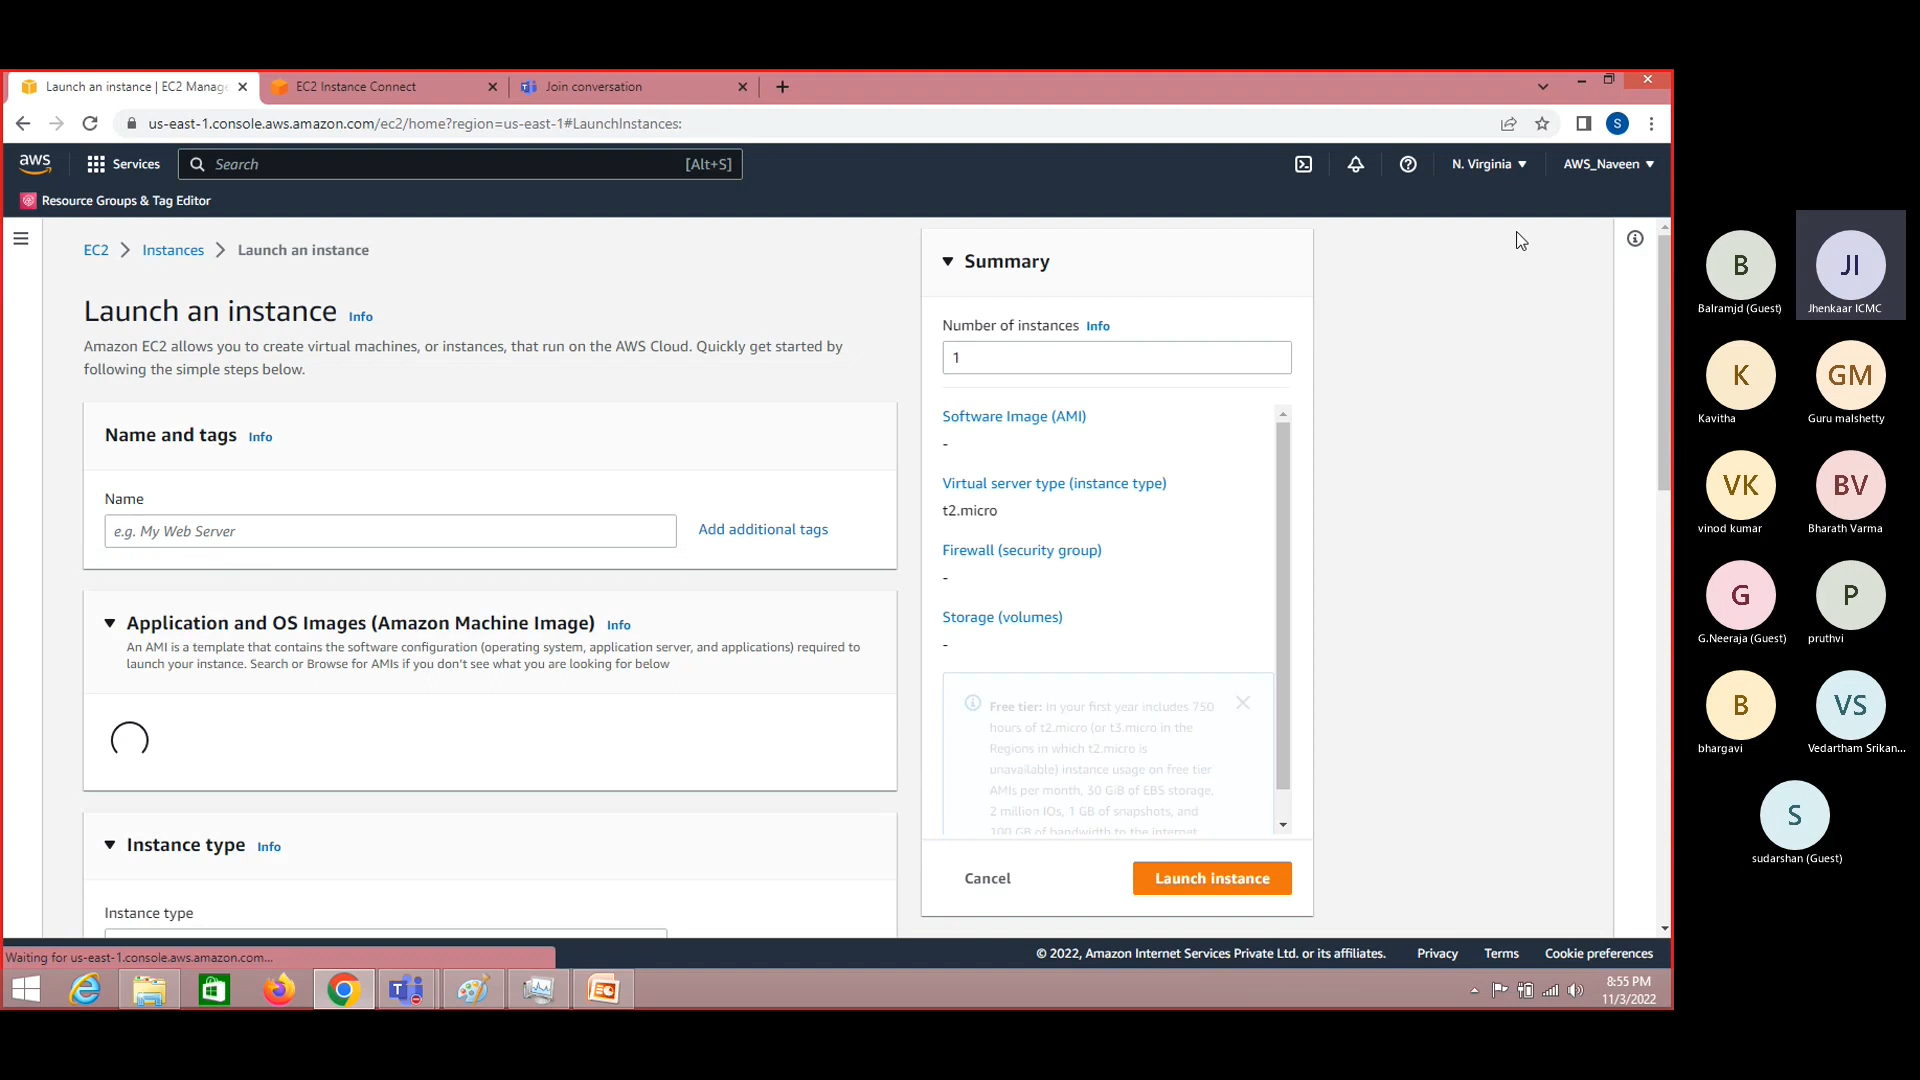 Launch an instance | EC2 Manag
EC2 Instance Connect
Join conversation
us-east-1.console.aws.amazon.com/ec2/home?region=us-east-1#LaunchInstances:
S
aws
Services
Search
[Alt+S]
N. Virginia
AWS_Naveen
Resource Groups & Tag Editor
EC2
Instances
Launch an instance
Launch an instance Info
Amazon EC2 allows you to create virtual machines, or instances, that run on the AWS Cloud. Quickly get started by
following the simple steps below.
Name and tags Info
Name
e.g. My Web Server
Add additional tags
Application and OS Images (Amazon Machine Image) Info
An AMI is a template that contains the software configuration (operating system, application server, and applications) required to
launch your instance. Search or Browse for AMIs if you don't see what you are looking for below
Instance type Info
Instance type
Summary
Number of instances Info
1
Software Image (AMI)
-
Virtual server type (instance type)
t2.micro
Firewall (security group)
-
Storage (volumes)
-
Free tier: In your first year includes 750
hours of t2.micro (or t3.micro in the
Regions in which t2.micro is
unavailable) instance usage on free tier
AMIs per month, 30 GiB of EBS storage,
2 million IOs, 1 GB of snapshots, and
100 GB of bandwidth to the internet
Cancel
Launch instance
Waiting for us-east-1.console.aws.amazon.com...
© 2022, Amazon Internet Services Private Ltd. or its affiliates.
Privacy
Terms
Cookie preferences
8:55 PM
11/3/2022
B
Balramjd (Guest)
JI
Jhenkaar ICMC
K
Kavitha
GM
Guru malshetty
VK
vinod kumar
BV
Bharath Varma
G
G.Neeraja (Guest)
P
pruthvi
B
bhargavi
VS
Vedartham Srikan...
S
sudarshan (Guest)